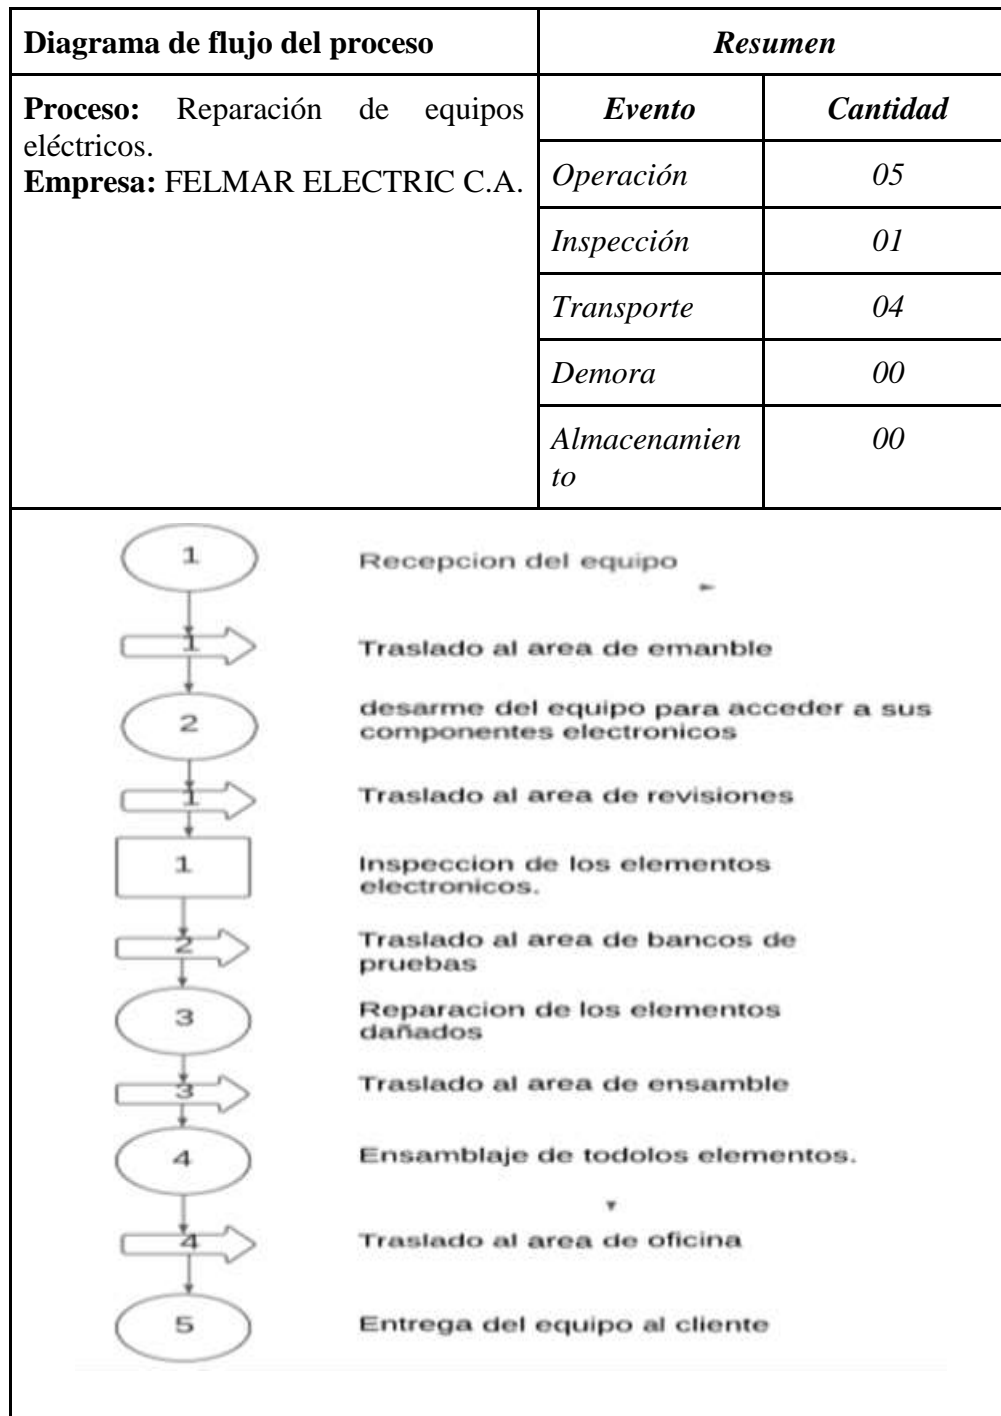 Diagrama de flujo del proceso
Resumen
Proceso: Reparación de equipos
eléctricos.
Empresa: FELMAR ELECTRIC C.A.
Evento
Cantidad
Operación
05
Inspección
01
Transporte
04
Demora
00
Almacenamien
to
00
1
Recepcion del equipo
1
Traslado al area de emanble
2
desarme del equipo para acceder a sus
componentes electronicos
1
Traslado al area de revisiones
1
Inspeccion de los elementos
electronicos.
2
Traslado al area de bancos de
pruebas
3
Reparacion de los elementos
dañados
3
Traslado al area de ensamble
4
Ensamblaje de todolos elementos.
4
Traslado al area de oficina
5
Entrega del equipo al cliente